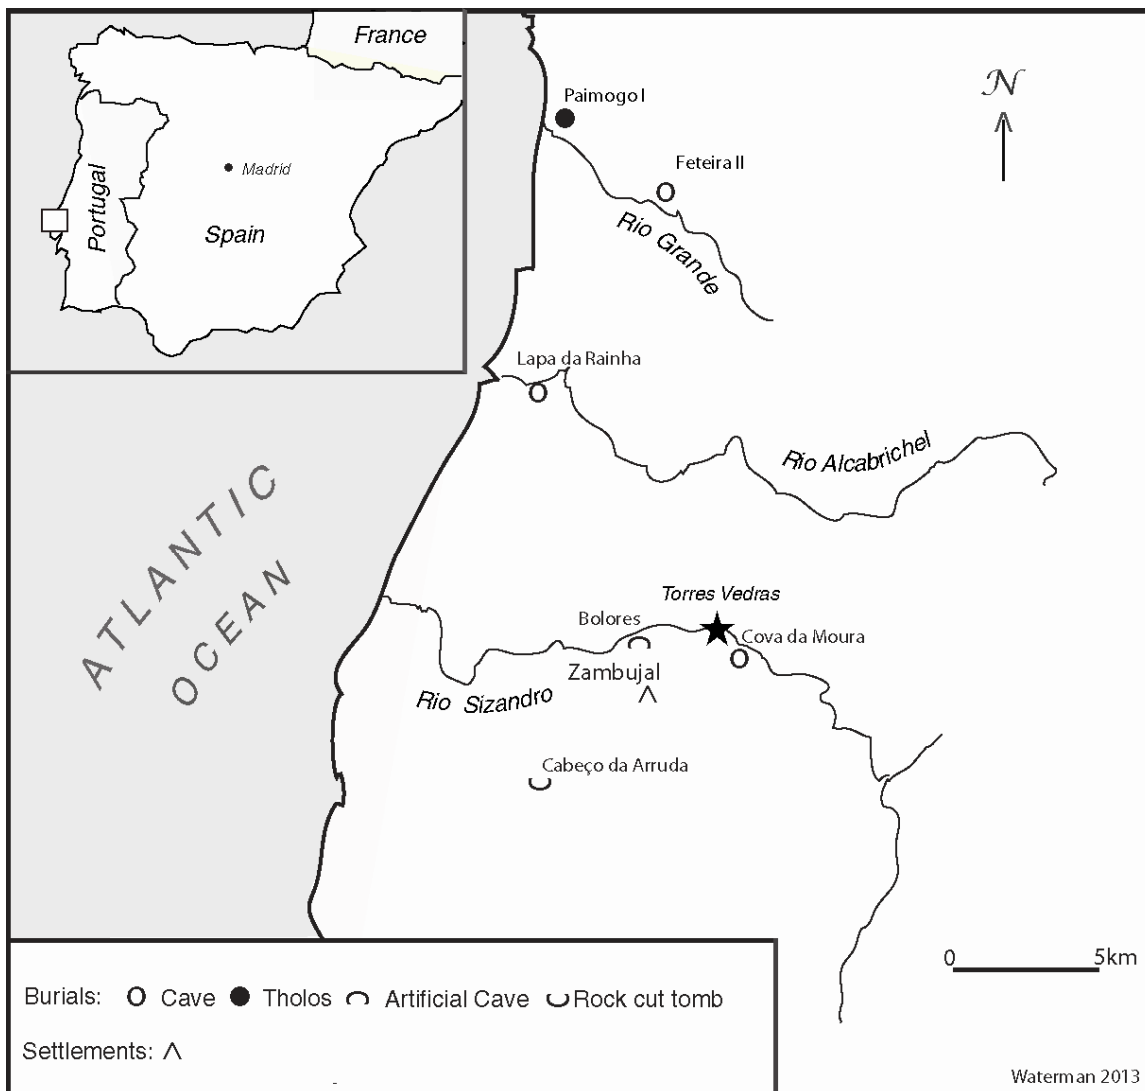 France
Madrid
Portugal
Spain
N
Paimogo I
Feteira II
Rio Grande
Lapa da Rainha
Rio Alcabrichel
ATLANTIC
OCEAN
Torres Vedras
Bolores
Cova da Moura
Zambujal
Rio Sizandro
Cabeço da Arruda
0 5km
Burials: Cave Tholos Artificial Cave Rock cut tomb
Settlements:
Waterman 2013